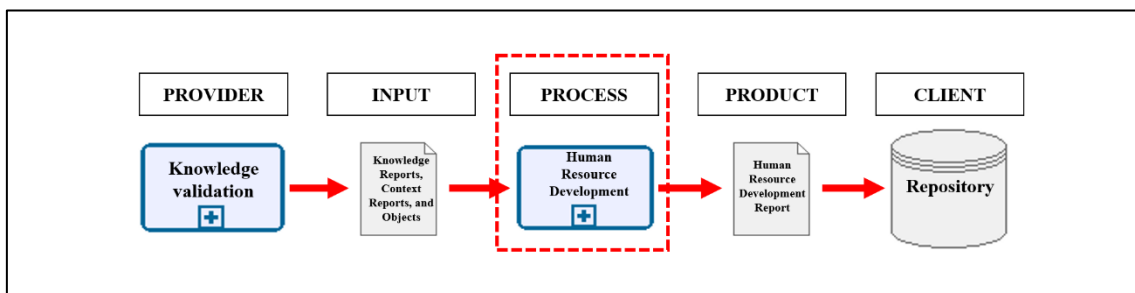 PROVIDER
INPUT
PROCESS
PRODUCT
CLIENT
Knowledge
validation
Knowledge
Reports,
Context
Reports, and
Objects
Human
Resource
Development
Human
Resource
Development
Report
Repository